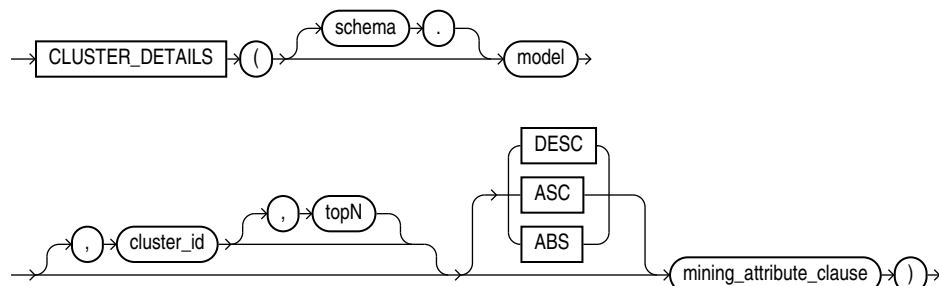 CLUSTER_DETAILS ( schema . model
, cluster_id , topN DESC ASC ABS mining_attribute_clause )